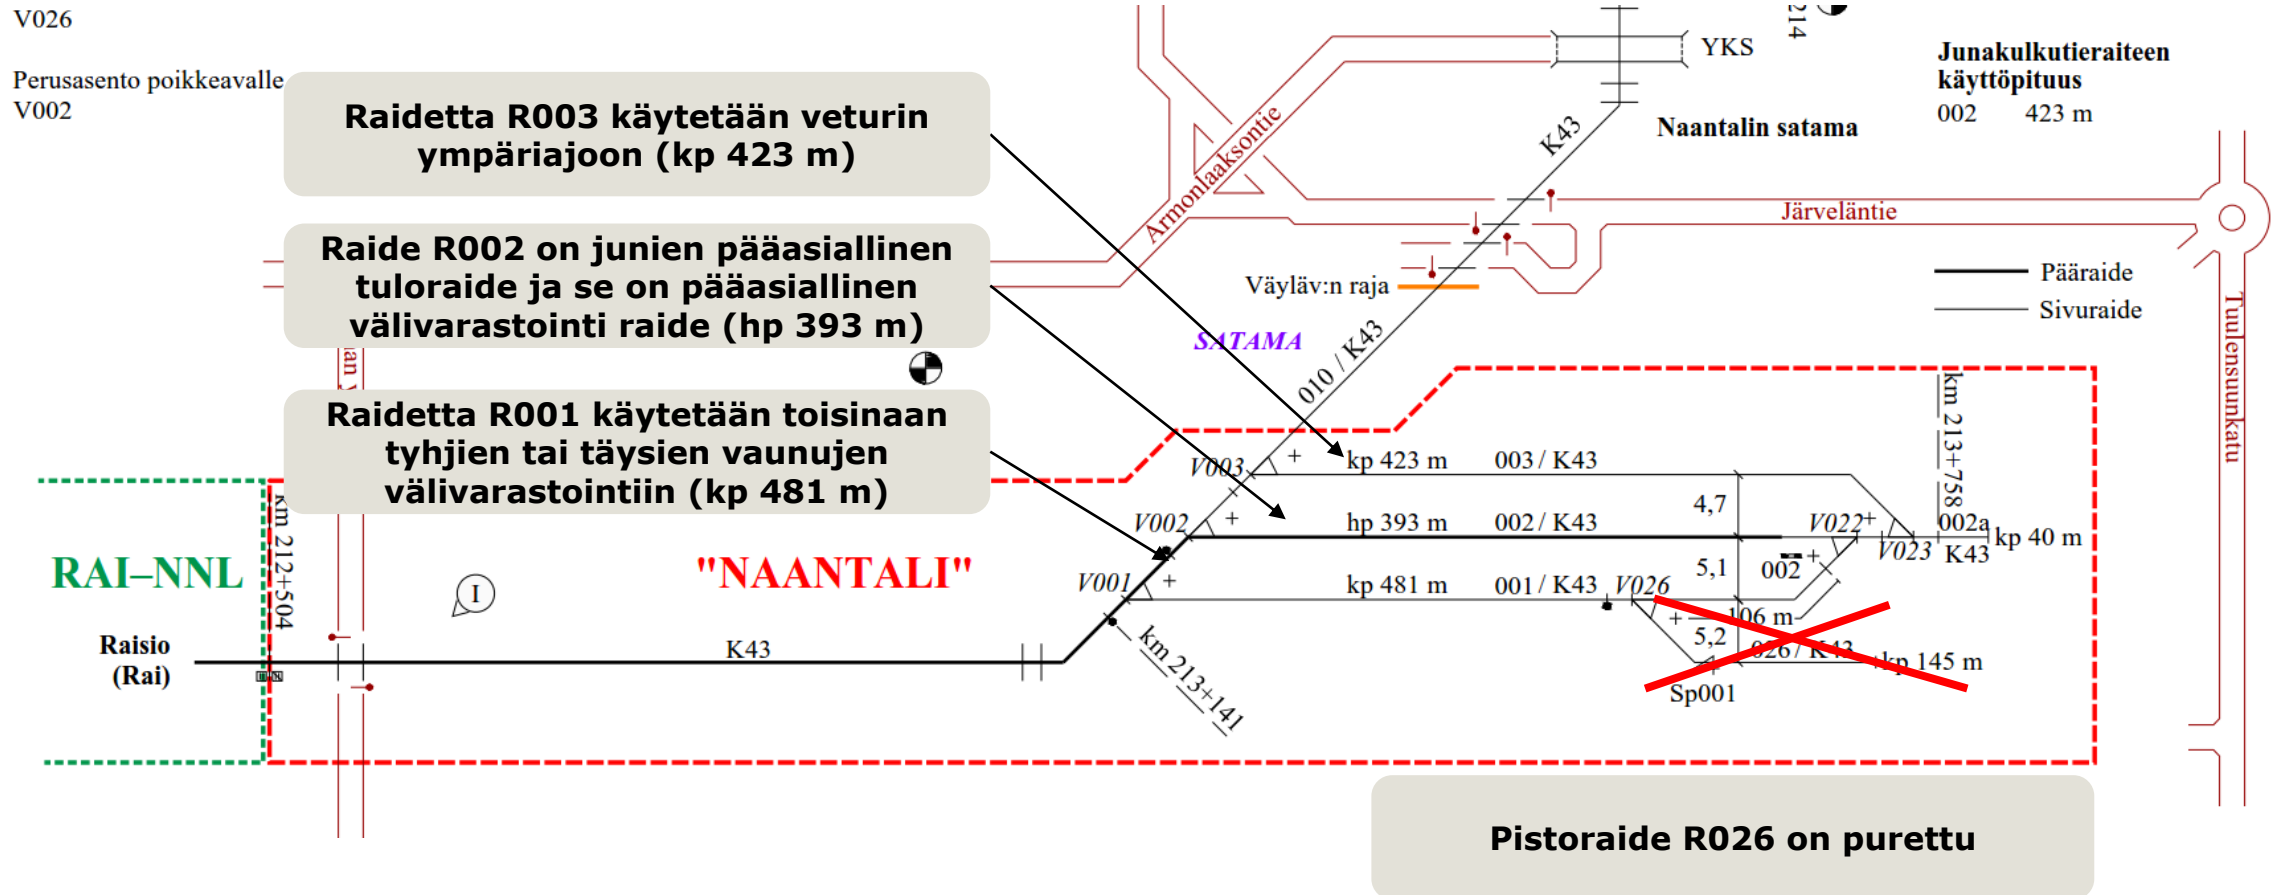 V026
Perusasento poikkeavalle
V002
Raidetta R003 käytetään veturin
ympäriajoon (kp 423 m)
Raide R002 on junien pääasiallinen
tuloraide ja se on pääasiallinen
välivarastointi raide (hp 393 m)
Raidetta R001 käytetään toisinaan
tyhjien tai täysien vaunujen
välivarastointiin (kp 481 m)
214
YKS
Junakulkutieraiteen
käyttöpituus
002 423 m
Naantalin satama
K43
Armonlaaksontie
Järveläntie
Väyläv:n raja
Pääraide
Sivuraide
Tuulensuunkatu
SATAMA
010 / K43
km 213+758
V003
+
kp 423 m 003 / K43
4,7
V002
+
hp 393 m 002 / K43
V022
+
002a
kp 40 m
V023
K43
RAI–NNL
km 212+504
I
"NAANTALI"
V001
+
kp 481 m 001 / K43
V026
5,1
002
+
+
106 m
5,2
026 / K43
kp 145 m
Sp001
Raisio
(Rai)
K43
km 213+141
Pistoraide R026 on purettu